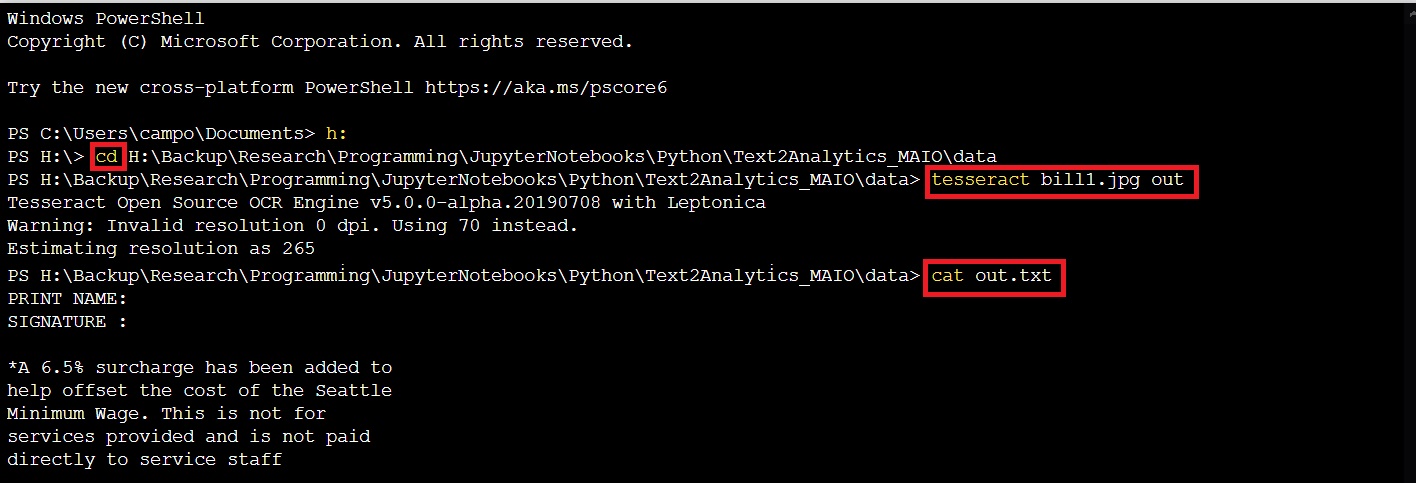 Windows PowerShell
Copyright (C) Microsoft Corporation. All rights reserved.
Try the new cross-platform PowerShell https://aka.ms/pscore6
PS C:\Users\campo\Documents> h:
PS H:\> cd H:\Backup\Research\Programming\JupyterNotebooks\Python\Text2Analytics_MAIO\data
PS H:\Backup\Research\Programming\JupyterNotebooks\Python\Text2Analytics_MAIO\data> tesseract bill1.jpg out
Tesseract Open Source OCR Engine v5.0.0-alpha.20190708 with Leptonica
Warning: Invalid resolution 0 dpi. Using 70 instead.
Estimating resolution as 265
PS H:\Backup\Research\Programming\JupyterNotebooks\Python\Text2Analytics_MAIO\data> cat out.txt
PRINT NAME:
SIGNATURE :
*A 6.5% surcharge has been added to
help offset the cost of the Seattle
Minimum Wage. This is not for
services provided and is not paid
directly to service staff